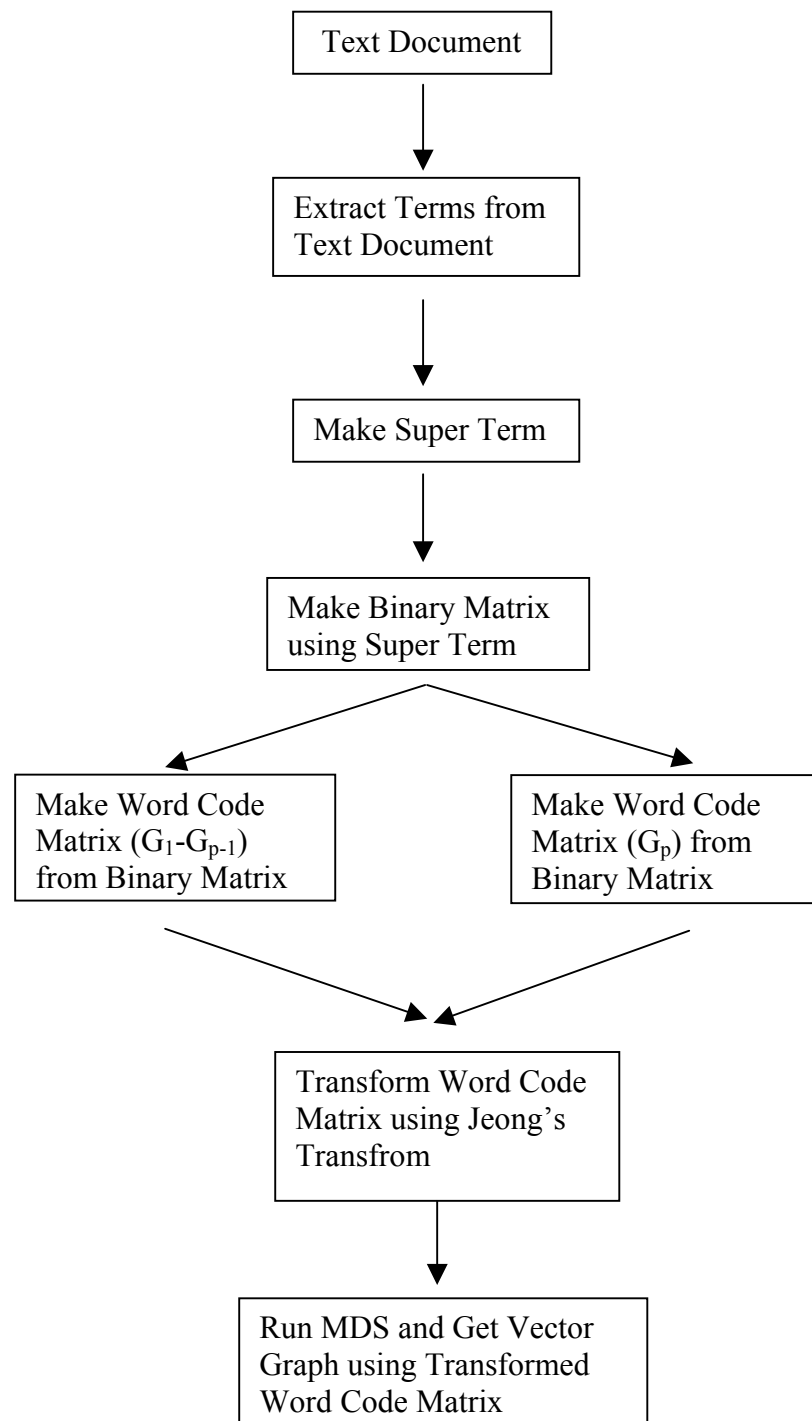 Text Document
Extract Terms from
Text Document
Make Super Term
Make Binary Matrix
using Super Term
Make Word Code
Matrix (G₁-Gₚ₋₁)
from Binary Matrix
Make Word Code
Matrix (Gₚ) from
Binary Matrix
Transform Word Code
Matrix using Jeong’s
Transfrom
Run MDS and Get Vector
Graph using Transformed
Word Code Matrix